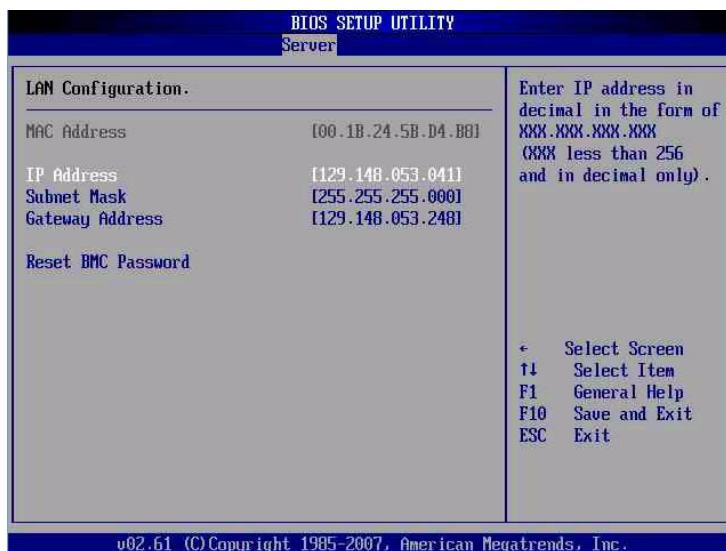 BIOS SETUP UTILITY
Server
LAN Configuration.
MAC Address [00.1B.24.5B.D4.B8]
IP Address [129.148.053.041]
Subnet Mask [255.255.255.000]
Gateway Address [129.148.053.248]
Reset BMC Password
Enter IP address in
decimal in the form of
XXX.XXX.XXX.XXX
(XXX less than 256
and in decimal only).
← Select Screen
↑↓ Select Item
F1 General Help
F10 Save and Exit
ESC Exit
v02.61 (C)Copyright 1985-2007, American Megatrends, Inc.